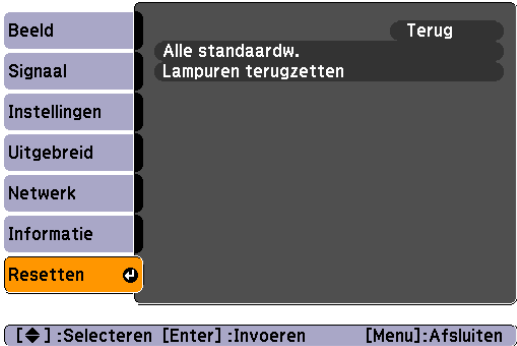 Beeld
Signaal
Instellingen
Uitgebreid
Netwerk
Informatie
Resetten
Terug
Alle standaardw.
Lampuren terugzetten
[◆] :Selecteren [Enter] :Invoeren [Menu]:Afsluiten